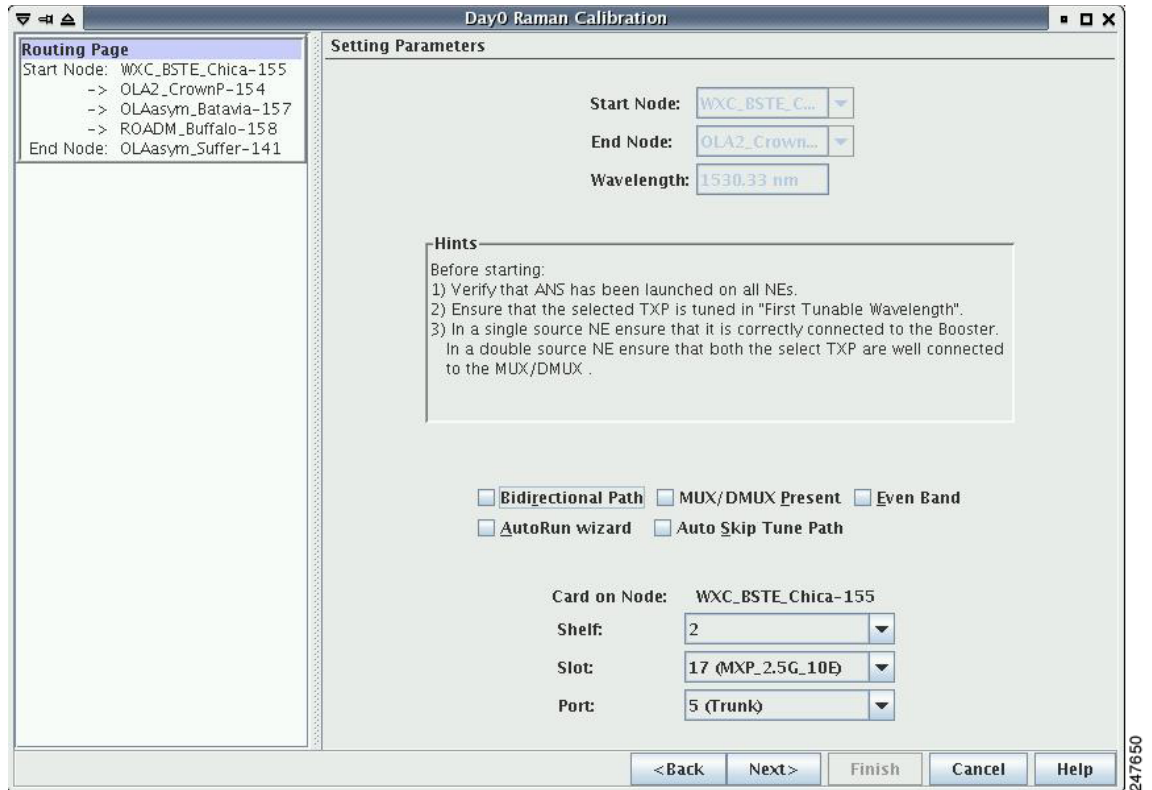 Day0 Raman Calibration
Routing Page
Start Node: WXC_BSTE_Chica-155
-> OLA2_CrownP-154
-> OLAasym_Batavia-157
-> ROADM_Buffalo-158
End Node: OLAasym_Suffer-141
Setting Parameters
Start Node: WXC_BSTE_C...
End Node: OLA2_Crown...
Wavelength: 1530.33 nm
Hints
Before starting:
1) Verify that ANS has been launched on all NEs.
2) Ensure that the selected TXP is tuned in "First Tunable Wavelength".
3) In a single source NE ensure that it is correctly connected to the Booster.
In a double source NE ensure that both the select TXP are well connected
to the MUX/DMUX .
Bidirectional Path MUX/DMUX Present Even Band
AutoRun wizard Auto Skip Tune Path
Card on Node: WXC_BSTE_Chica-155
Shelf: 2
Slot: 17 (MXP_2.5G_10E)
Port: 5 (Trunk)
<Back Next> Finish Cancel Help
247650